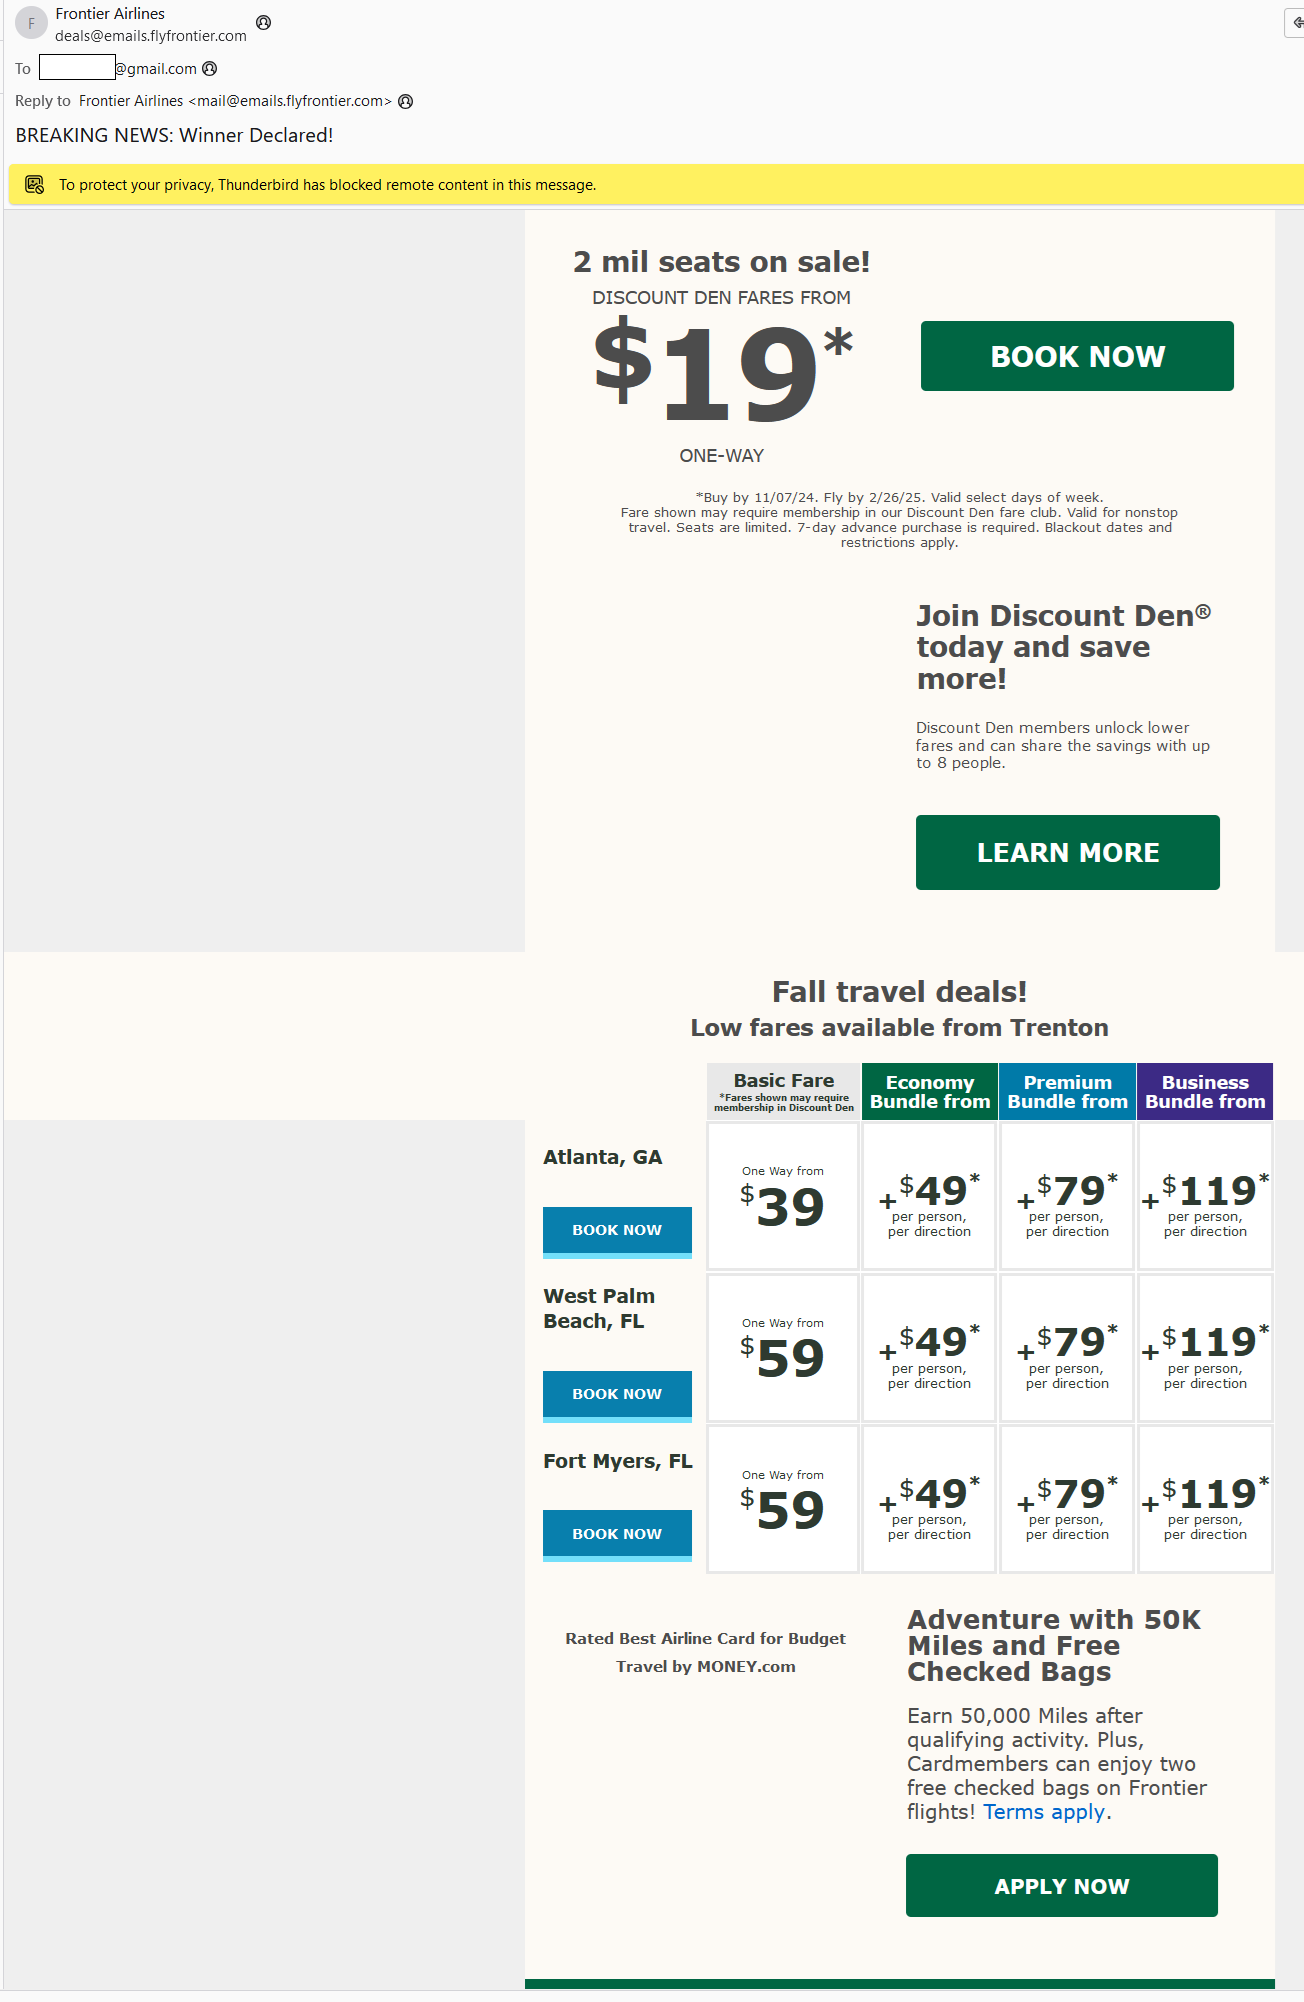 F
Frontier Airlines
deals@emails.flyfrontier.com
To @gmail.com
Reply to Frontier Airlines <mail@emails.flyfrontier.com>
BREAKING NEWS: Winner Declared!
To protect your privacy, Thunderbird has blocked remote content in this message.
2 mil seats on sale!
DISCOUNT DEN FARES FROM
$19*
ONE-WAY
BOOK NOW
*Buy by 11/07/24. Fly by 2/26/25. Valid select days of week.
Fare shown may require membership in our Discount Den fare club. Valid for nonstop
travel. Seats are limited. 7-day advance purchase is required. Blackout dates and
restrictions apply.
Join Discount Den®
today and save
more!
Discount Den members unlock lower
fares and can share the savings with up
to 8 people.
LEARN MORE
Fall travel deals!
Low fares available from Trenton
Basic Fare
*Fares shown may require
membership in Discount Den
Economy
Bundle from
Premium
Bundle from
Business
Bundle from
Atlanta, GA
BOOK NOW
One Way from
$39
+$49*
per person,
per direction
+$79*
per person,
per direction
+$119*
per person,
per direction
West Palm
Beach, FL
BOOK NOW
One Way from
$59
+$49*
per person,
per direction
+$79*
per person,
per direction
+$119*
per person,
per direction
Fort Myers, FL
BOOK NOW
One Way from
$59
+$49*
per person,
per direction
+$79*
per person,
per direction
+$119*
per person,
per direction
Rated Best Airline Card for Budget
Travel by MONEY.com
Adventure with 50K
Miles and Free
Checked Bags
Earn 50,000 Miles after
qualifying activity. Plus,
Cardmembers can enjoy two
free checked bags on Frontier
flights! Terms apply.
APPLY NOW